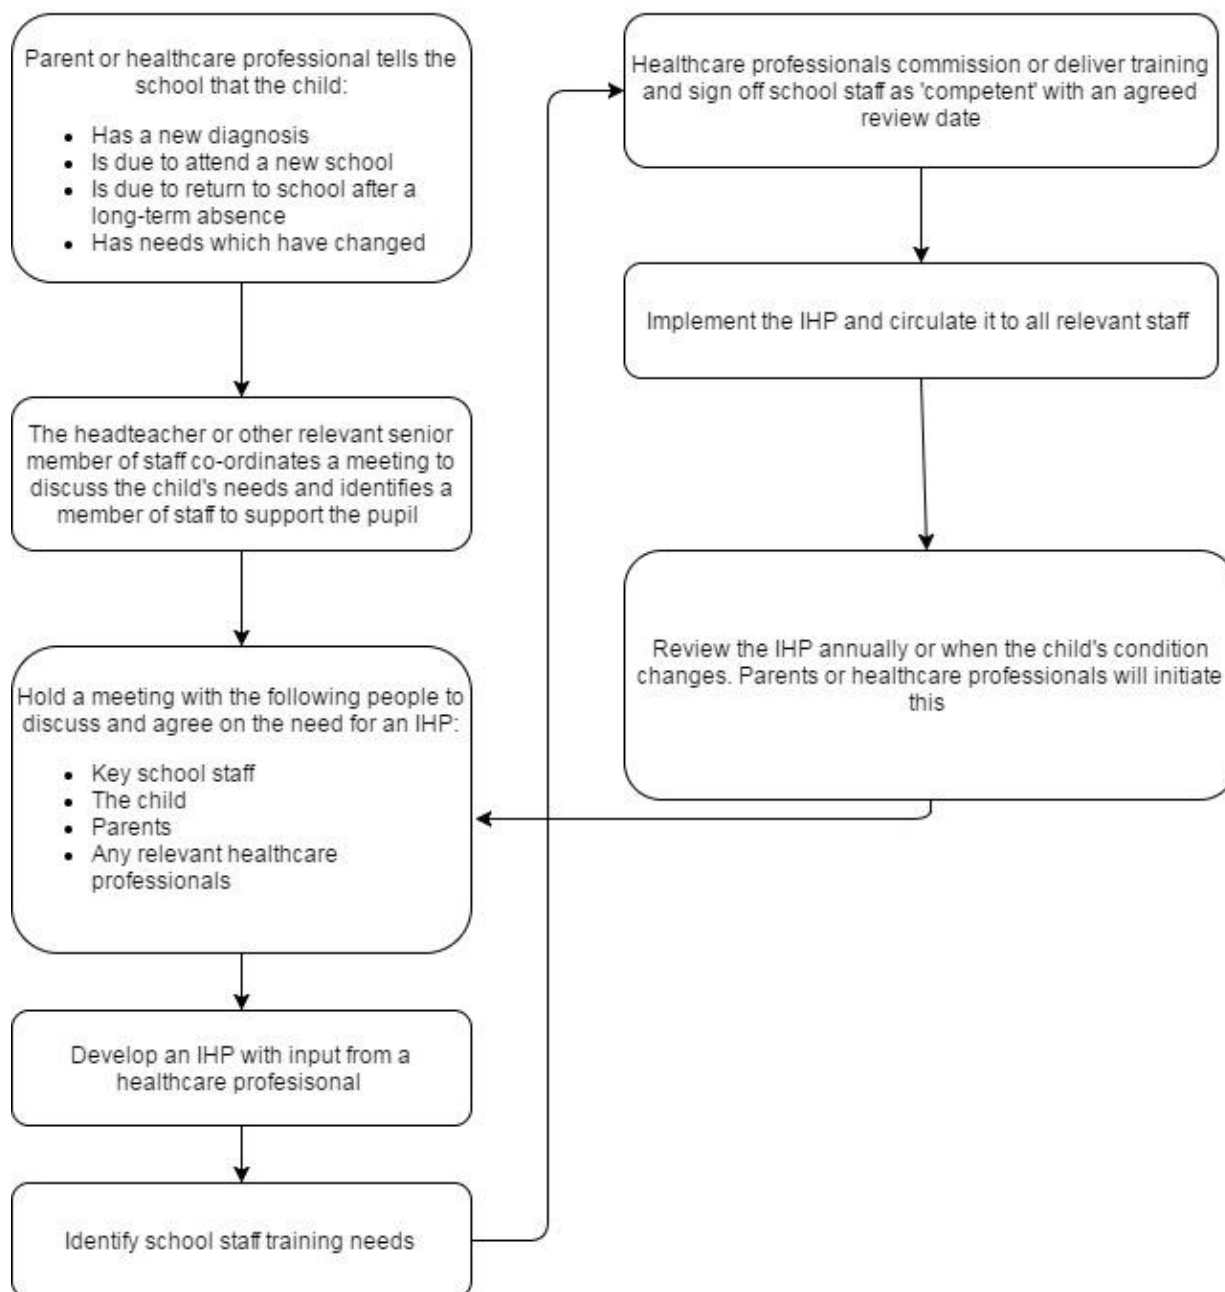 Parent or healthcare professional tells the
school that the child:
• Has a new diagnosis
• Is due to attend a new school
• Is due to return to school after a
long-term absence
• Has needs which have changed
The headteacher or other relevant senior
member of staff co-ordinates a meeting to
discuss the child's needs and identifies a
member of staff to support the pupil
Hold a meeting with the following people to
discuss and agree on the need for an IHP:
• Key school staff
• The child
• Parents
• Any relevant healthcare
professionals
Develop an IHP with input from a
healthcare profesisonal
Identify school staff training needs
Healthcare professionals commission or deliver training
and sign off school staff as 'competent' with an agreed
review date
Implement the IHP and circulate it to all relevant staff
Review the IHP annually or when the child's condition
changes. Parents or healthcare professionals will initiate
this